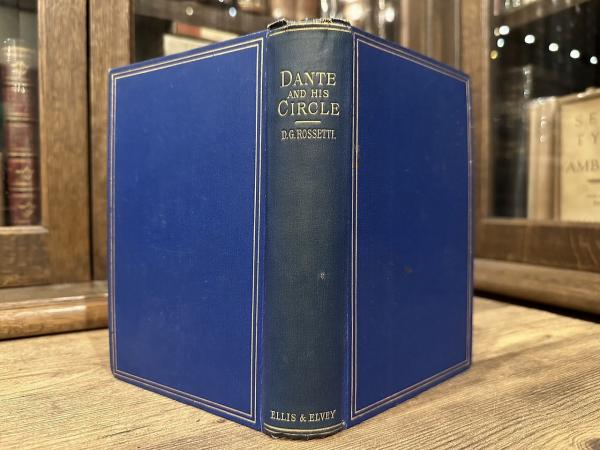 DANTE
AND HIS
CIRCLE
D.G. ROSSETTI.
ELLIS & ELVEY